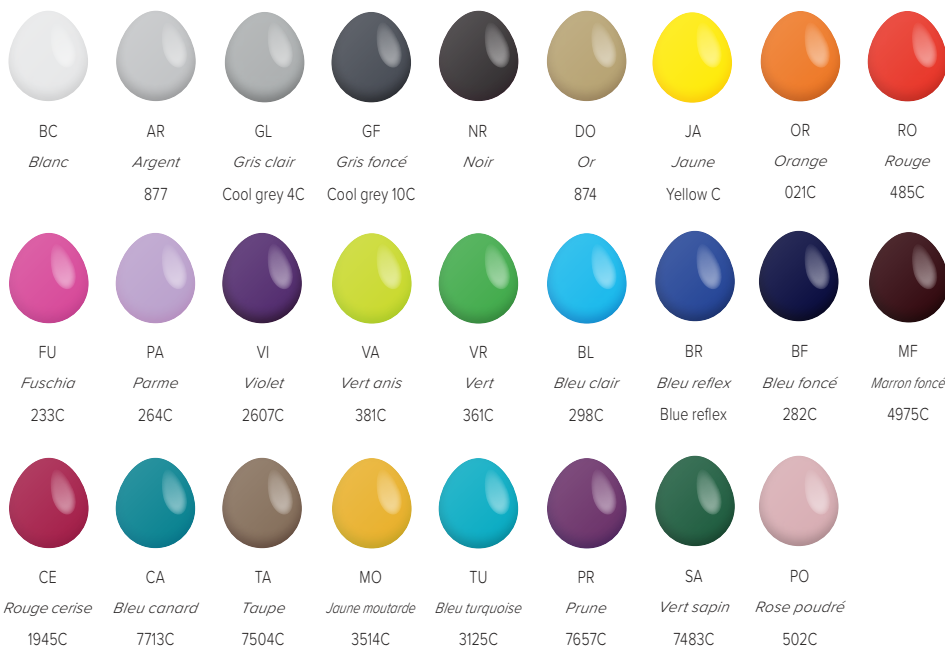 BC AR GL GF NR DO JA OR RO
Blanc Argent Gris clair Gris foncé Noir Or Jaune Orange Rouge
877 Cool grey 4C Cool grey 10C 874 Yellow C 021C 485C
FU PA VI VA VR BL BR BF MF
Fuschia Parme Violet Vert anis Vert Bleu clair Bleu reflex Bleu foncé Marron foncé
233C 264C 2607C 381C 361C 298C Blue reflex 282C 4975C
CE CA TA MO TU PR SA PO
Rouge cerise Bleu canard Taupe Jaune moutarde Bleu turquoise Prune Vert sapin Rose poudré
1945C 7713C 7504C 3514C 3125C 7657C 7483C 502C